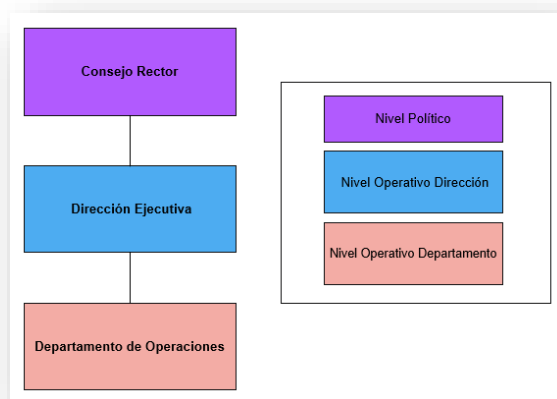 Consejo Rector
Nivel Político
Nivel Operativo Dirección
Dirección Ejecutiva
Nivel Operativo Departamento
Departamento de Operaciones